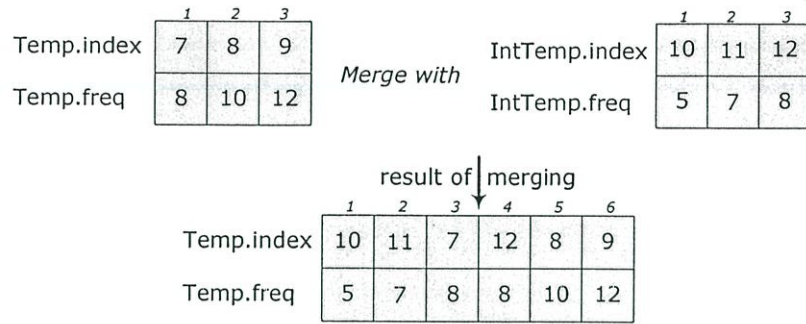 1 2 3
Temp.index 7 8 9
Temp.freq 8 10 12
Merge with
1 2 3
IntTemp.index 10 11 12
IntTemp.freq 5 7 8
result of merging
1 2 3 4 5 6
Temp.index 10 11 7 12 8 9
Temp.freq 5 7 8 8 10 12